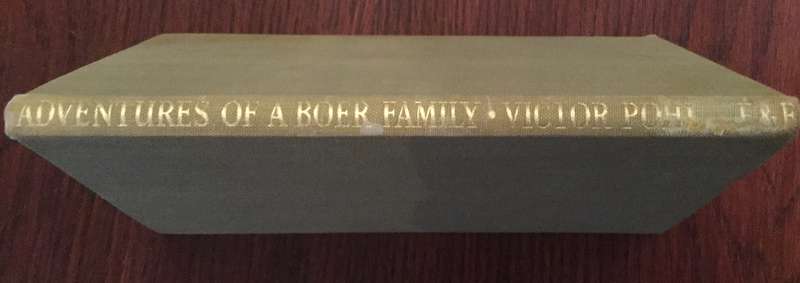 ADVENTURES OF A BOER FAMILY • VICTOR POHL F&F